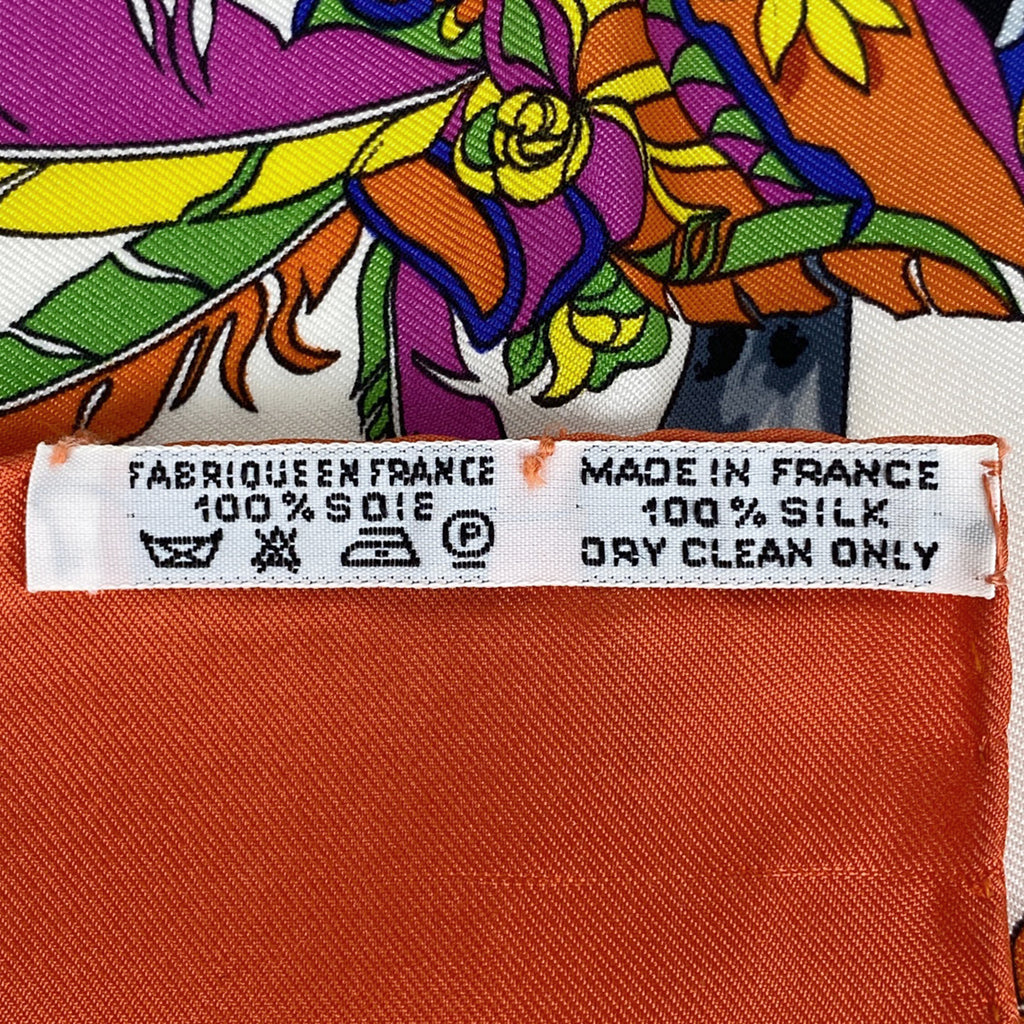 FABRIQUE EN FRANCE
100% SOIE
P
MADE IN FRANCE
100% SILK
DRY CLEAN ONLY